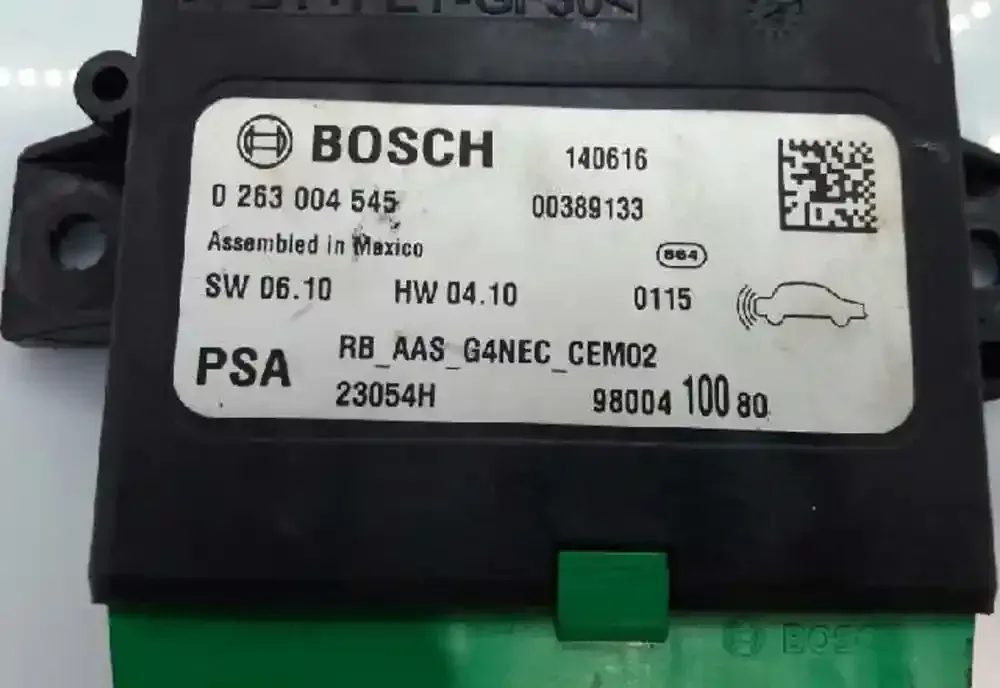 BOSCH 140616
0 263 004 545 00389133
Assembled in Mexico 864
SW 06.10 HW 04.10 0115
PSA RB_AAS_G4NEC_CEM02
23054H 98004 100 80
BOSCH